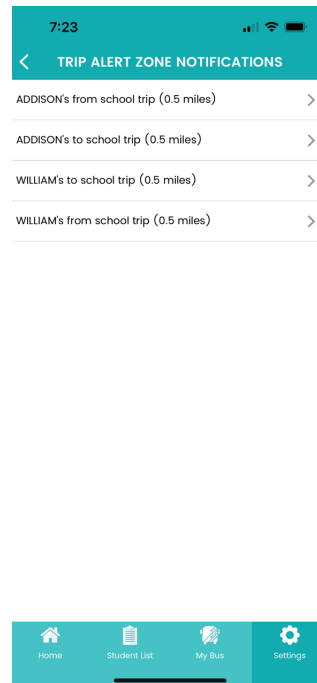 7:23
TRIP ALERT ZONE NOTIFICATIONS
ADDISON's from school trip (0.5 miles)
ADDISON's to school trip (0.5 miles)
WILLIAM's to school trip (0.5 miles)
WILLIAM's from school trip (0.5 miles)
Home Student List My Bus Settings